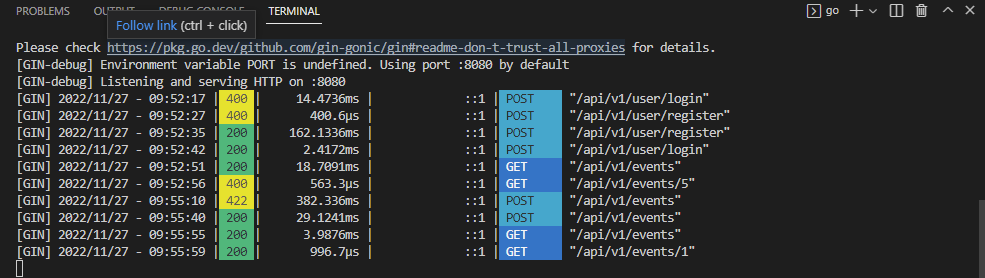 PROBLEMS OUTPUT DEBUG CONSOLE TERMINAL go
Follow link (ctrl + click)
Please check https://pkg.go.dev/github.com/gin-gonic/gin#readme-don-t-trust-all-proxies for details.
[GIN-debug] Environment variable PORT is undefined. Using port :8080 by default
[GIN-debug] Listening and serving HTTP on :8080
[GIN] 2022/11/27 - 09:52:17 | 400 | 14.4736ms | ::1 | POST "/api/v1/user/login"
[GIN] 2022/11/27 - 09:52:27 | 400 | 400.6µs | ::1 | POST "/api/v1/user/register"
[GIN] 2022/11/27 - 09:52:35 | 200 | 162.1336ms | ::1 | POST "/api/v1/user/register"
[GIN] 2022/11/27 - 09:52:42 | 200 | 2.4172ms | ::1 | POST "/api/v1/user/login"
[GIN] 2022/11/27 - 09:52:51 | 200 | 18.7091ms | ::1 | GET "/api/v1/events"
[GIN] 2022/11/27 - 09:52:56 | 400 | 563.3µs | ::1 | GET "/api/v1/events/5"
[GIN] 2022/11/27 - 09:55:10 | 422 | 382.336ms | ::1 | POST "/api/v1/events"
[GIN] 2022/11/27 - 09:55:40 | 200 | 29.1241ms | ::1 | POST "/api/v1/events"
[GIN] 2022/11/27 - 09:55:55 | 200 | 3.9876ms | ::1 | GET "/api/v1/events"
[GIN] 2022/11/27 - 09:55:59 | 200 | 996.7µs | ::1 | GET "/api/v1/events/1"